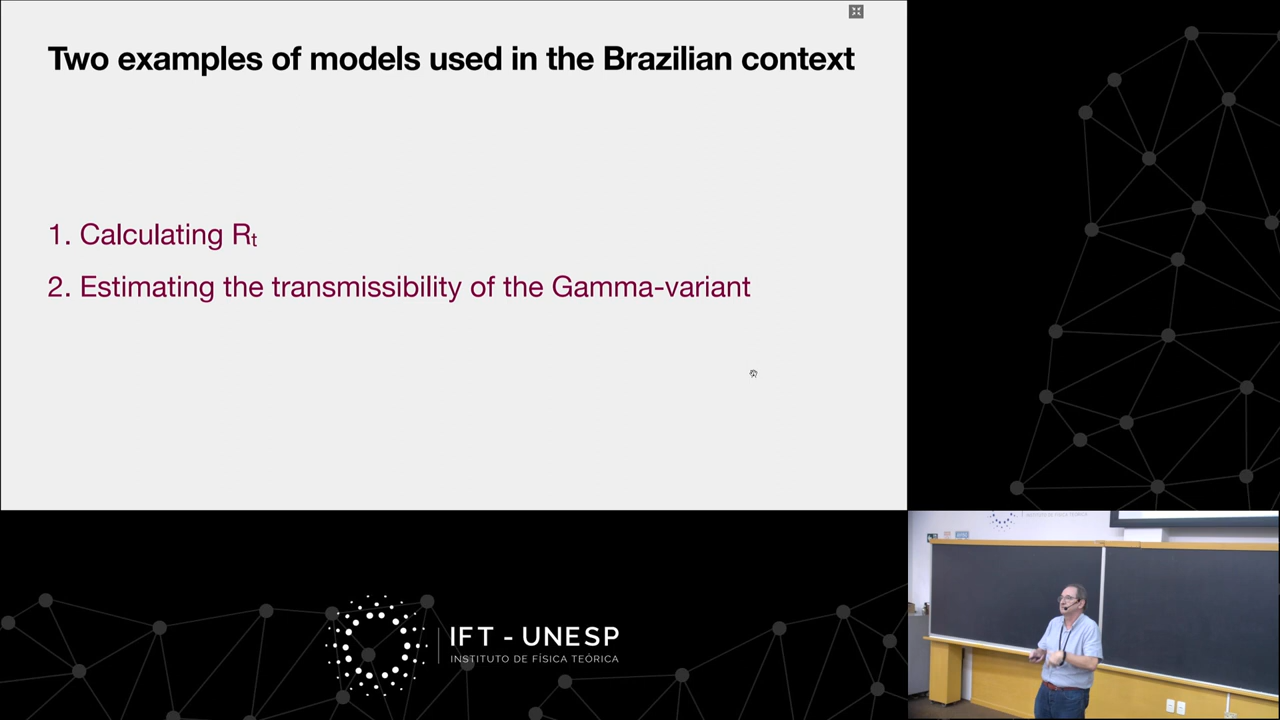 Two examples of models used in the Brazilian context
1. Calculating Rt
2. Estimating the transmissibility of the Gamma-variant
IFT - UNESP
INSTITUTO DE FÍSICA TEÓRICA